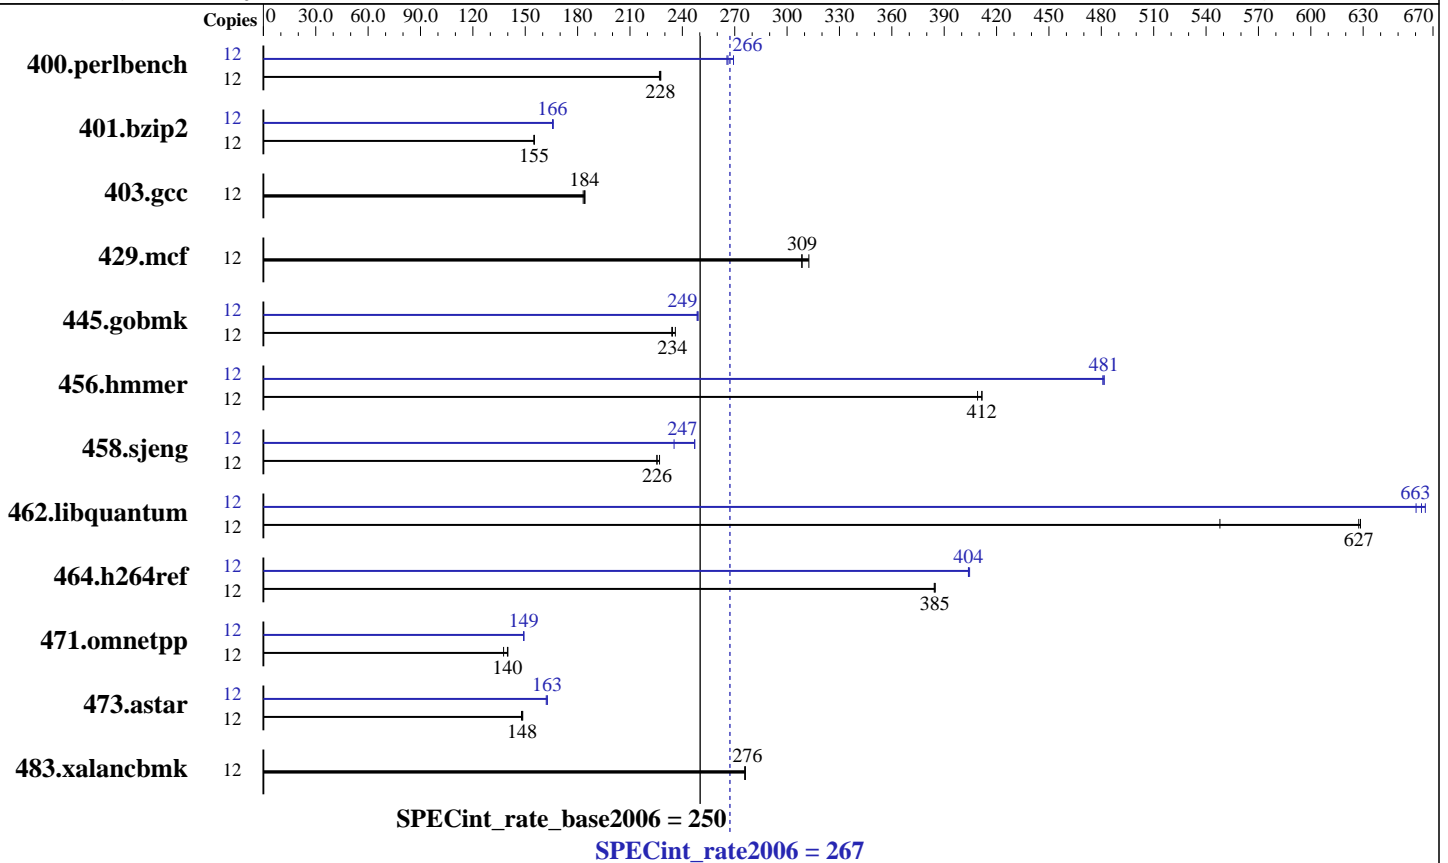 Copies 0 30.0 60.0 90.0 120 150 180 210 240 270 300 330 360 390 420 450 480 510 540 570 600 630 670
400.perlbench 12 266
12 228
401.bzip2 12 166
12 155
403.gcc 12 184
429.mcf 12 309
445.gobmk 12 249
12 234
456.hmmer 12 481
12 412
458.sjeng 12 247
12 226
462.libquantum 12 663
12 627
464.h264ref 12 404
12 385
471.omnetpp 12 149
12 140
473.astar 12 163
12 148
483.xalancbmk 12 276
SPECint_rate_base2006 = 250
SPECint_rate2006 = 267